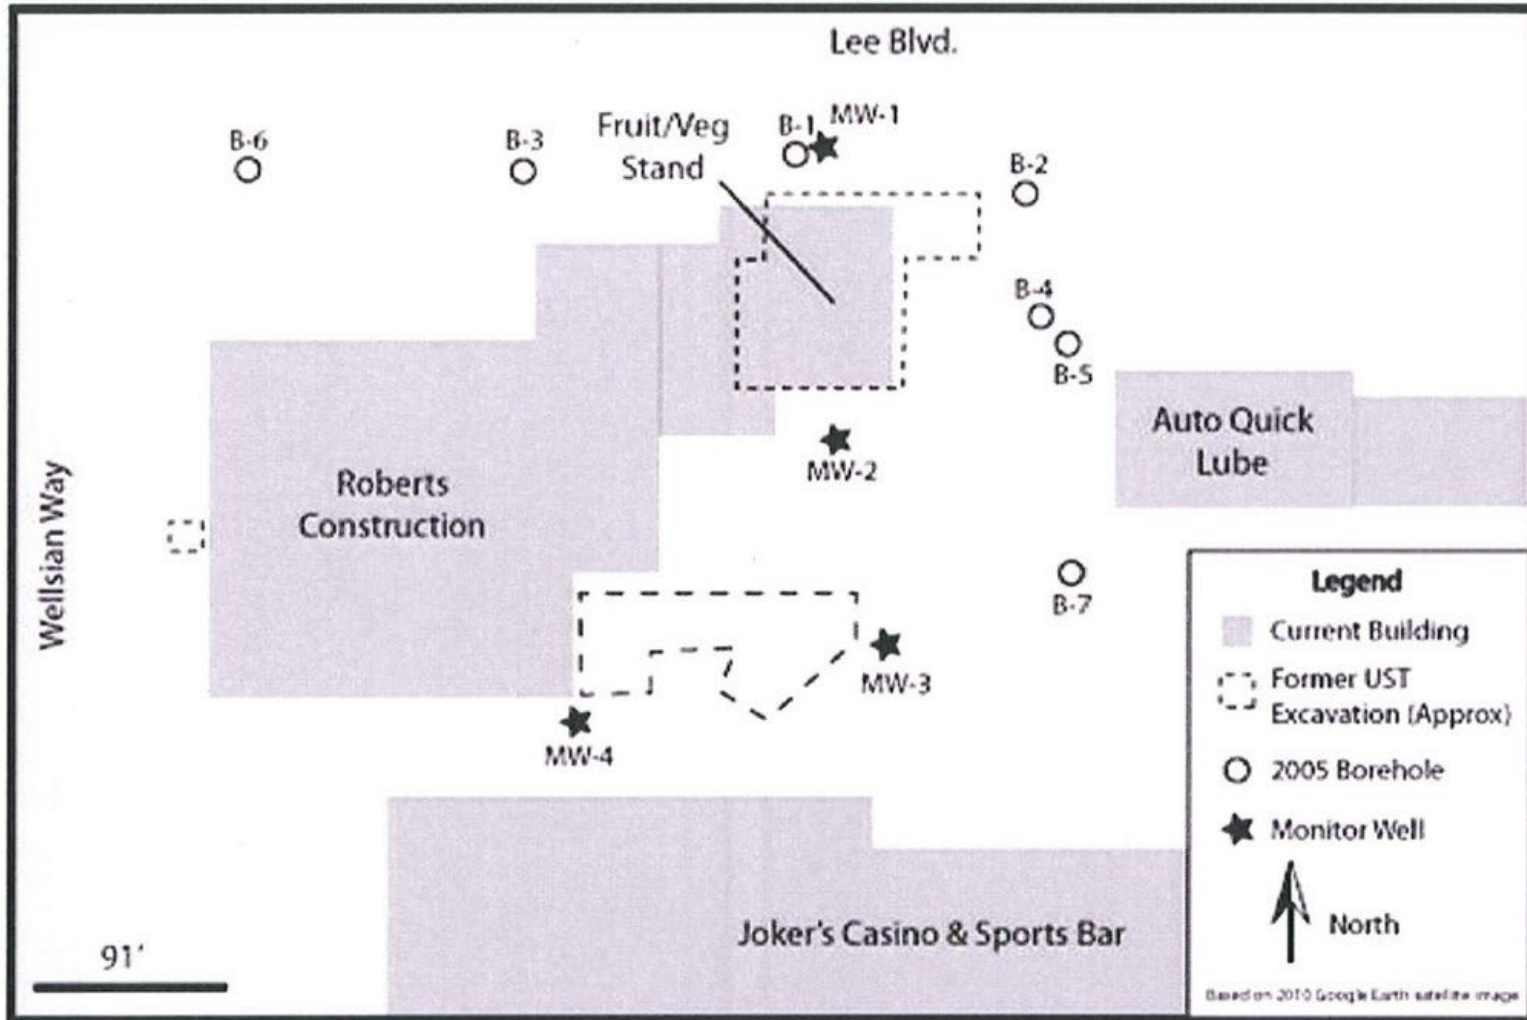 Lee Blvd.
B-6
B-3
Fruit/Veg
Stand
B-1
MW-1
B-2
B-4
B-5
Auto Quick
Lube
MW-2
Roberts
Construction
Wellsian Way
B-7
MW-3
MW-4
Joker's Casino & Sports Bar
91'
Legend
Current Building
Former UST
Excavation (Approx)
2005 Borehole
Monitor Well
North
Based on 2010 Google Earth satellite image